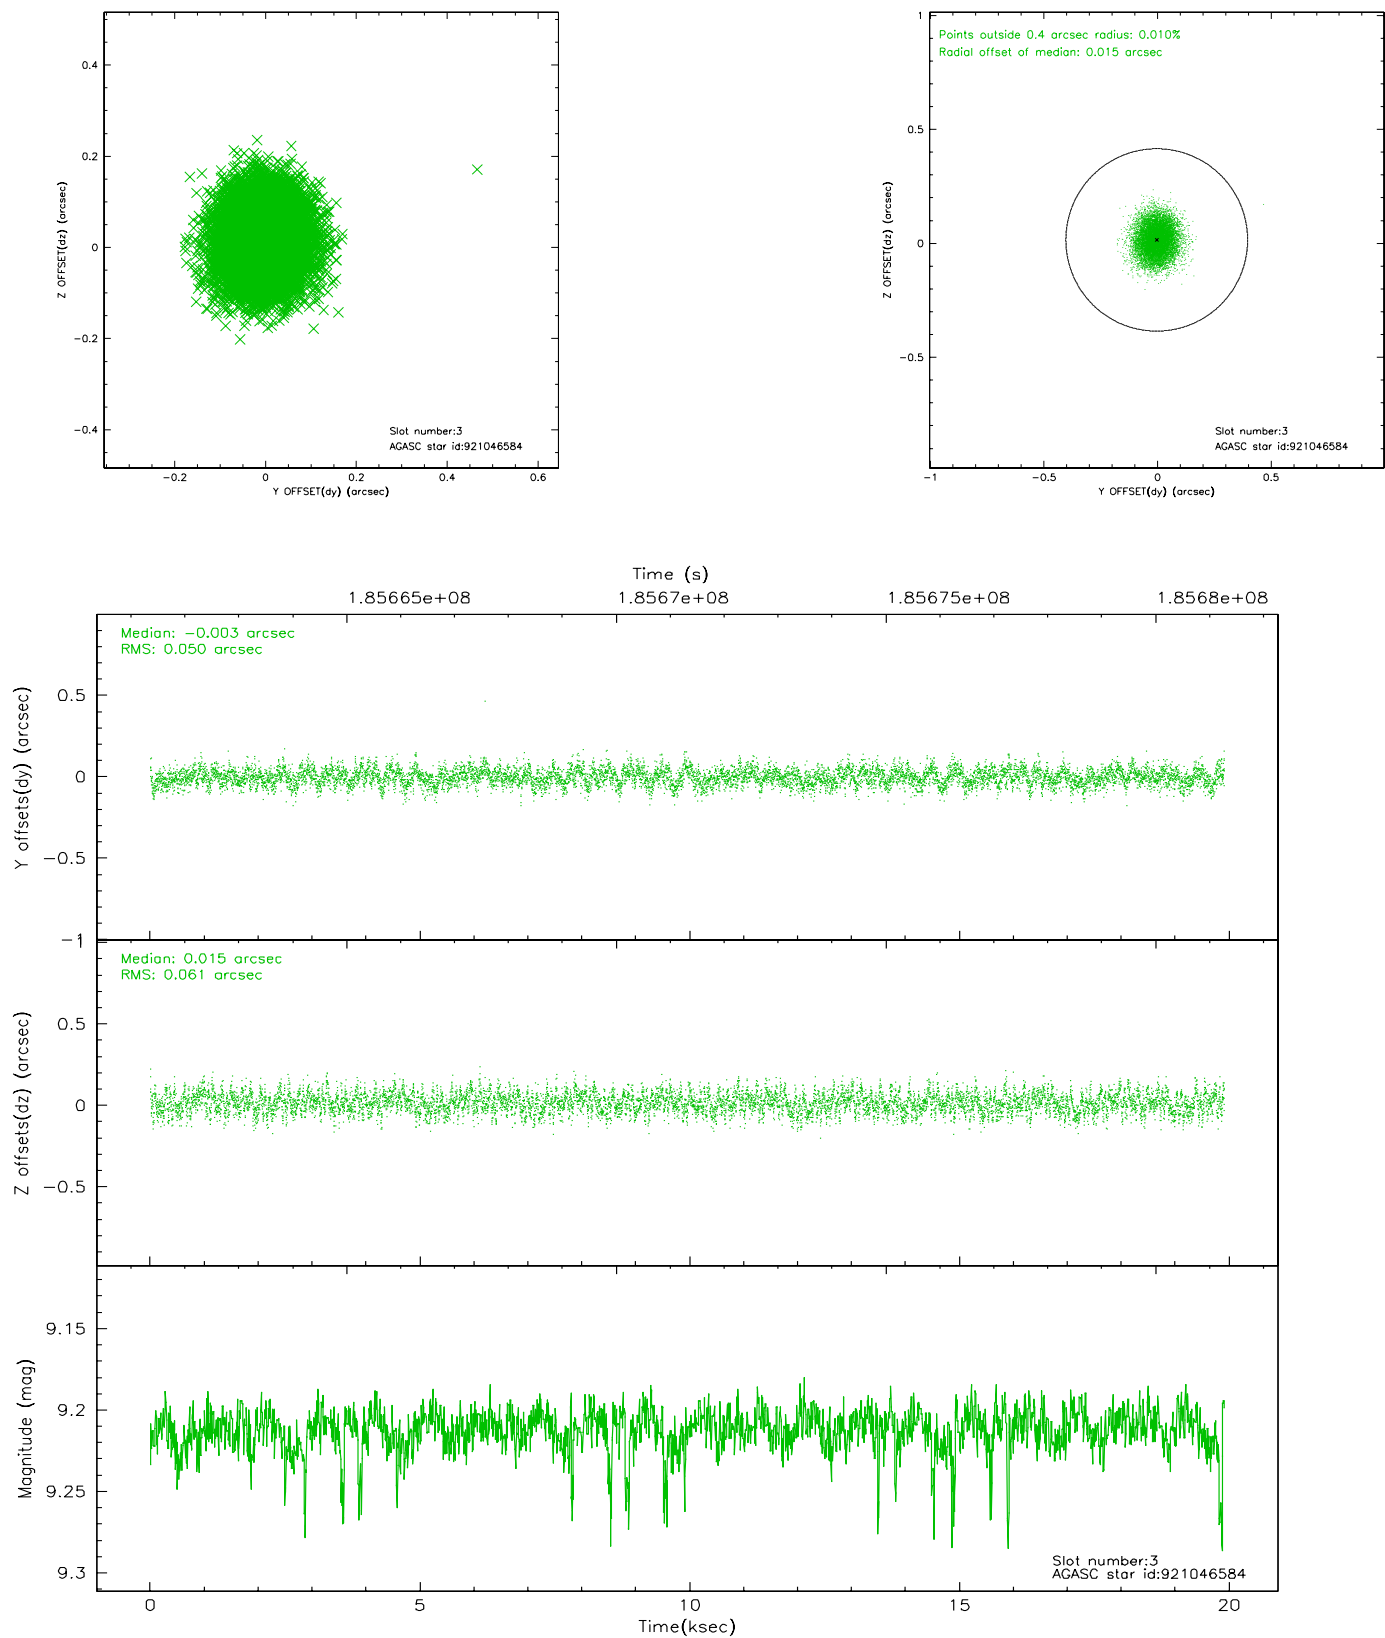 0.4
0.2
0
−0.2
−0.4
Z OFFSET(dz) (arcsec)
−0.2 0 0.2 0.4 0.6
Y OFFSET(dy) (arcsec)
Slot number:3
AGASC star id:921046584
Points outside 0.4 arcsec radius: 0.010%
Radial offset of median: 0.015 arcsec
1
0.5
0
−0.5
Z OFFSET(dz) (arcsec)
−1 −0.5 0 0.5
Y OFFSET(dy) (arcsec)
Slot number:3
AGASC star id:921046584
Time (s)
1.85665e+08 1.8567e+08 1.85675e+08 1.8568e+08
Median: −0.003 arcsec
RMS: 0.050 arcsec
0.5
0
−0.5
−1
Y offsets(dy) (arcsec)
Median: 0.015 arcsec
RMS: 0.061 arcsec
1
0.5
0
−0.5
Z offsets(dz) (arcsec)
9.15
9.2
9.25
9.3
Magnitude (mag)
Slot number:3
AGASC star id:921046584
0 5 10 15 20
Time(ksec)